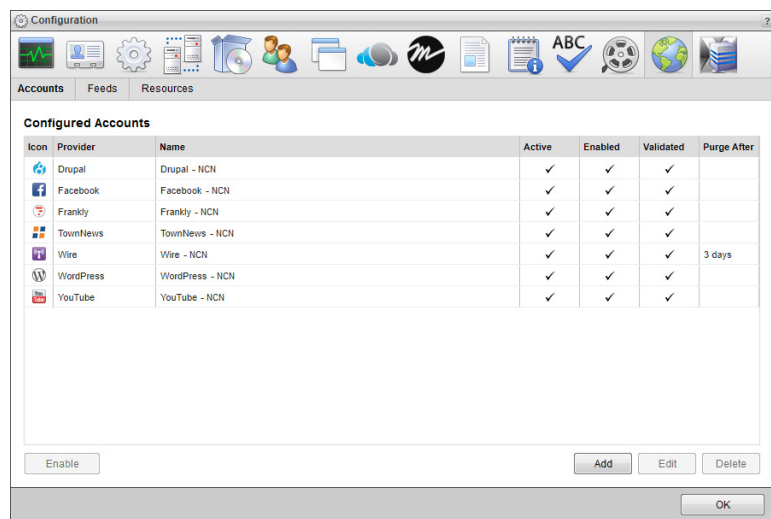 Configuration ?
ABC
Accounts Feeds Resources
Configured Accounts
Icon Provider Name Active Enabled Validated Purge After
Drupal Drupal - NCN ✓ ✓ ✓
Facebook Facebook - NCN ✓ ✓ ✓
Frankly Frankly - NCN ✓ ✓ ✓
TownNews TownNews - NCN ✓ ✓ ✓
Wire Wire - NCN ✓ ✓ ✓ 3 days
WordPress WordPress - NCN ✓ ✓ ✓
You Tube YouTube YouTube - NCN ✓ ✓ ✓
Enable Add Edit Delete
OK